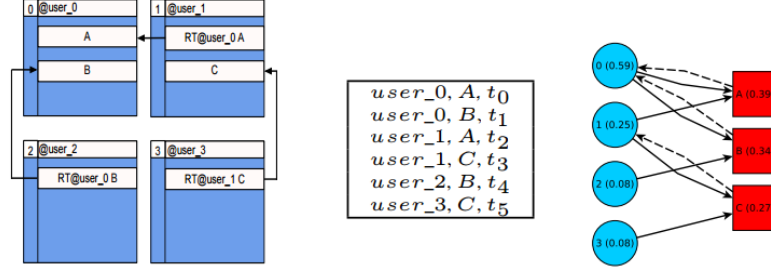 0 @user_0
A
B
1 @user_1
RT@user_0 A
C
2 @user_2
RT@user_0 B
3 @user_3
RT@user_1 C
user_0, A, t0
user_0, B, t1
user_1, A, t2
user_1, C, t3
user_2, B, t4
user_3, C, t5
0 (0.59)
1 (0.25)
2 (0.08)
3 (0.08)
A (0.39)
B (0.34)
C (0.27)